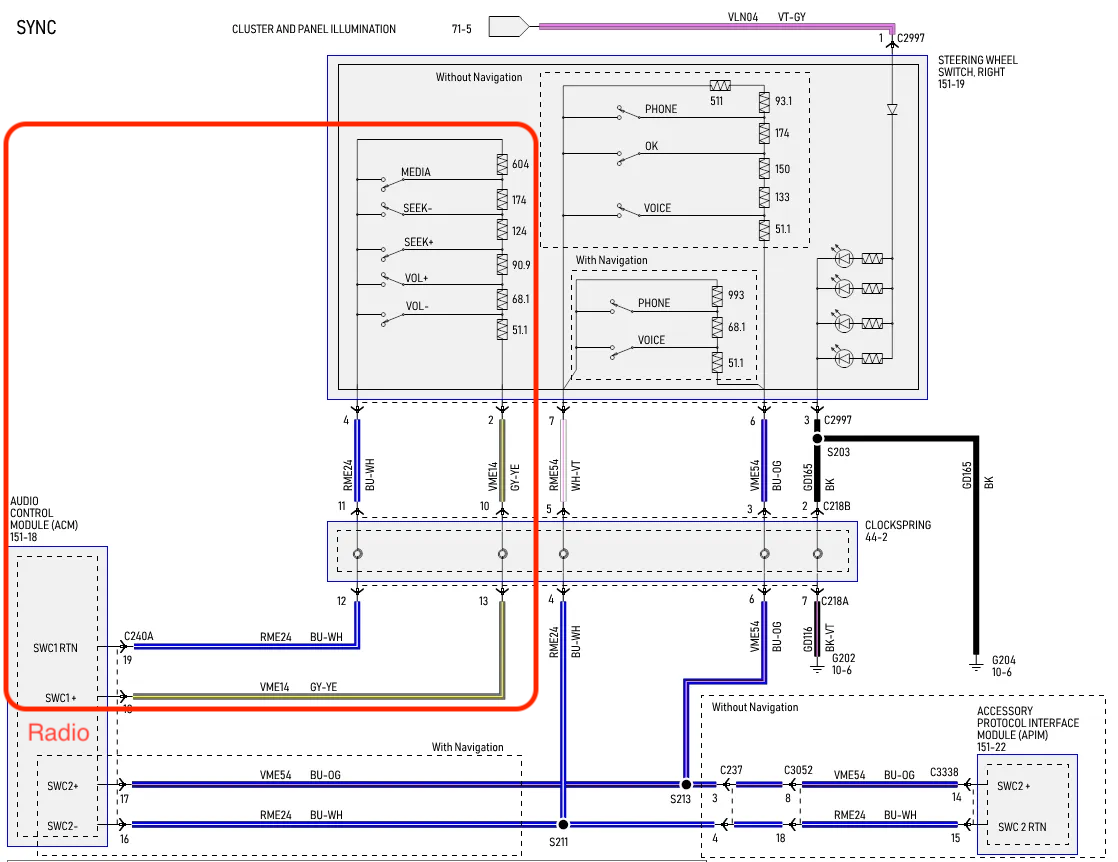 SYNC
CLUSTER AND PANEL ILLUMINATION
71-5
VLN04 VT-GY
1 C2997
STEERING WHEEL
SWITCH, RIGHT
151-19
Without Navigation
511
93.1
PHONE
174
OK
150
133
VOICE
51.1
604
MEDIA
174
SEEK-
124
SEEK+
90.9
VOL+
68.1
VOL-
51.1
With Navigation
993
PHONE
68.1
VOICE
51.1
4
2
7
6
3 C2997
S203
RME24
BU-WH
VME14
GY-YE
RME54
WH-VT
VME54
BU-OG
GD165
BK
GD165
BK
11
10
5
3
2 C218B
CLOCKSPRING
44-2
AUDIO
CONTROL
MODULE (ACM)
151-18
12
13
4
6
7 C218A
RME24
BU-WH
VME54
BU-OG
GD116
BK-VT
G202
10-6
G204
10-6
SWC1 RTN
C240A
19
RME24 BU-WH
SWC1 +
18
VME14 GY-YE
Radio
With Navigation
SWC2+
17
VME54 BU-OG
S213
SWC2-
16
RME24 BU-WH
S211
Without Navigation
ACCESSORY
PROTOCOL INTERFACE
MODULE (APIM)
151-22
C237
3
C3052
8
VME54 BU-OG
C3338
14
SWC2 +
4
18
RME24 BU-WH
15
SWC 2 RTN